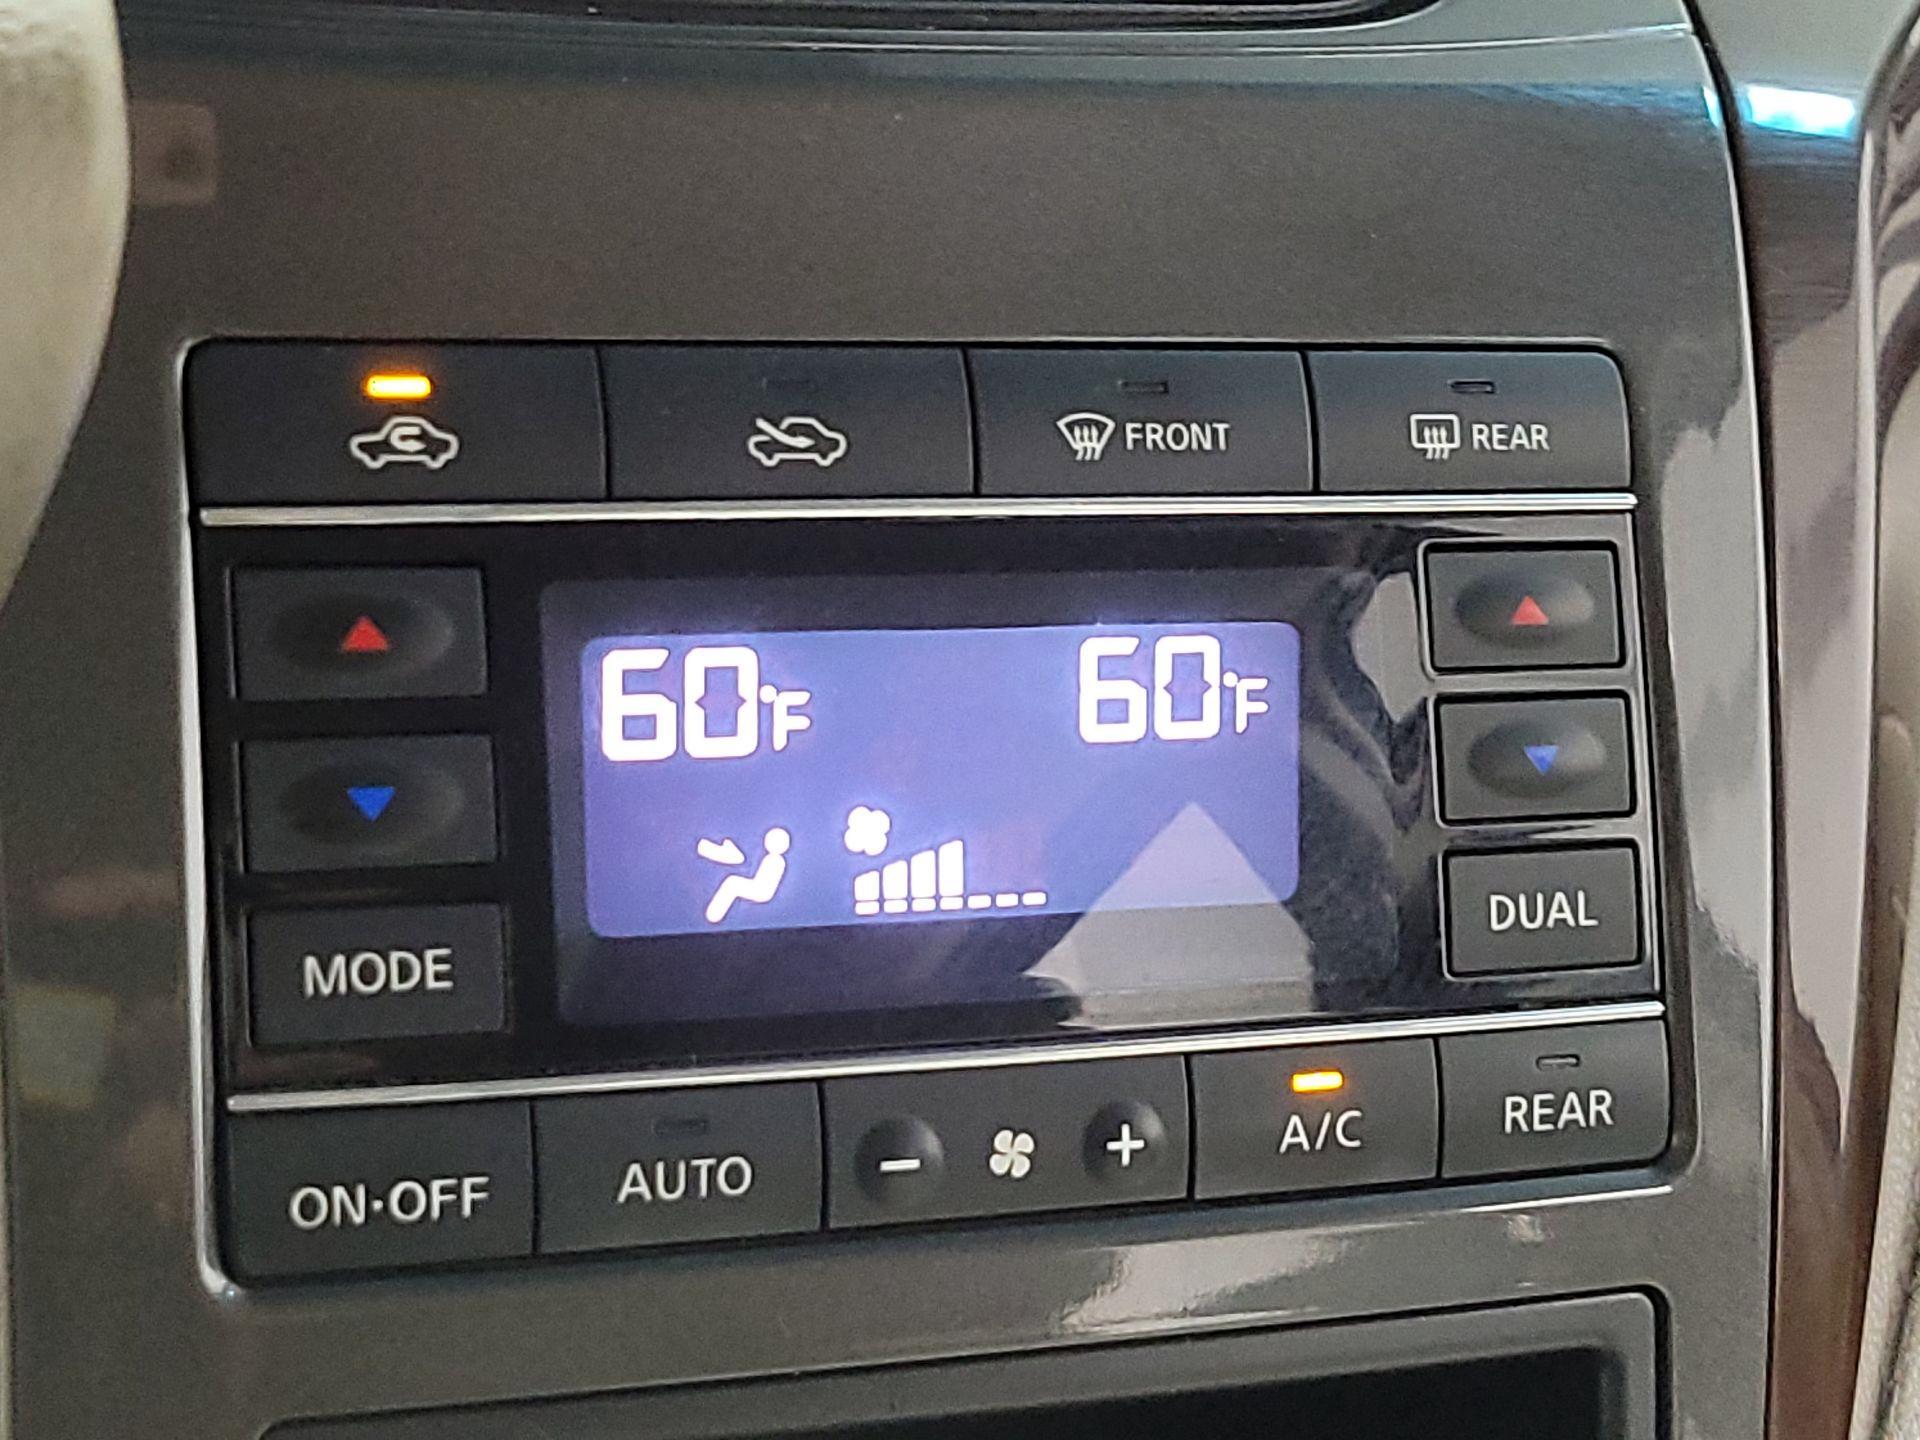 FRONT
REAR
60°F
60°F
MODE
DUAL
ON·OFF
AUTO
-
+
A/C
REAR